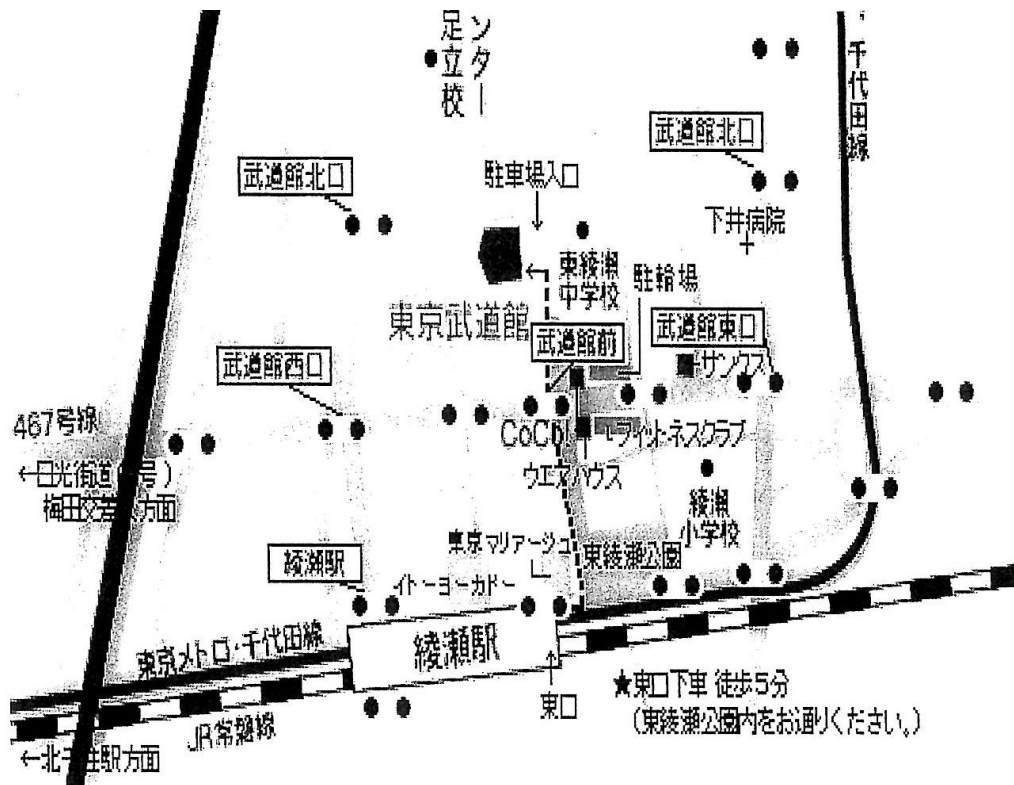 ンター
足立校
千代田線
武道館北口
武道館北口
駐車場入口
下井病院
東綾瀬
中学校
駐輪場
東京武道館
武道館前
武道館東口
サンクス
武道館西口
467号線
CoCo!
フィットネスクラブ
ウエアハウス
←日光街道(号)
梅田交差 方面
綾瀬
小学校
東京マリアージュ
東綾瀬公園
綾瀬駅
イトーヨーカドー
綾瀬駅
東京メトロ・千代田線
東口
★東口下車 徒歩5分
(東綾瀬公園内をお通りください。)
JR常磐線
←北千住駅方面